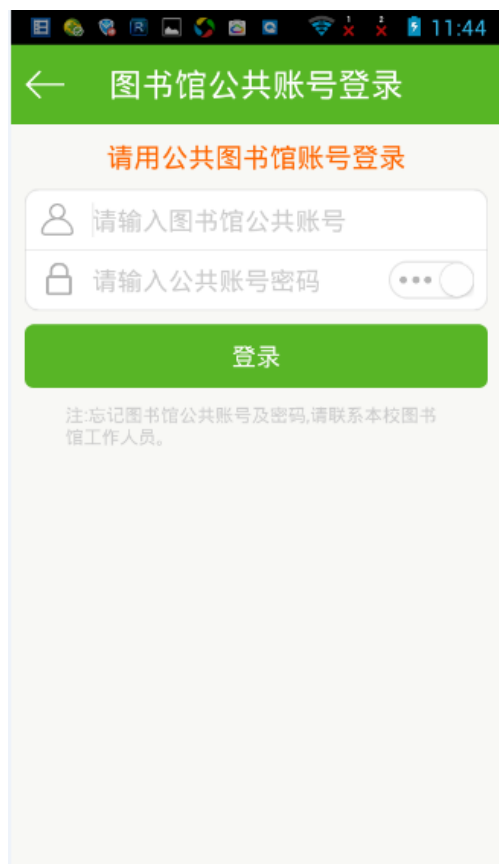 1 2 11:44
图书馆公共账号登录
请用公共图书馆账号登录
请输入图书馆公共账号
请输入公共账号密码
登录
注:忘记图书馆公共账号及密码,请联系本校图书
馆工作人员。